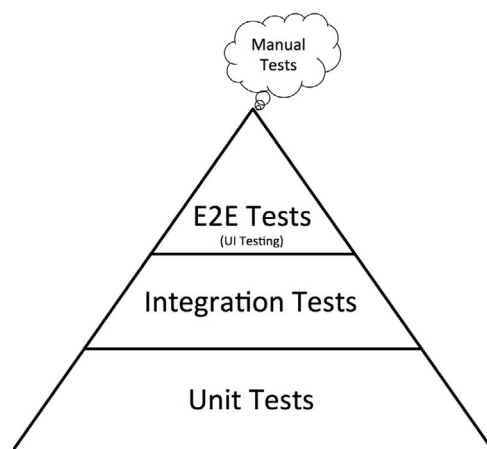 Manual
Tests
E2E Tests
(UI Testing)
Integration Tests
Unit Tests